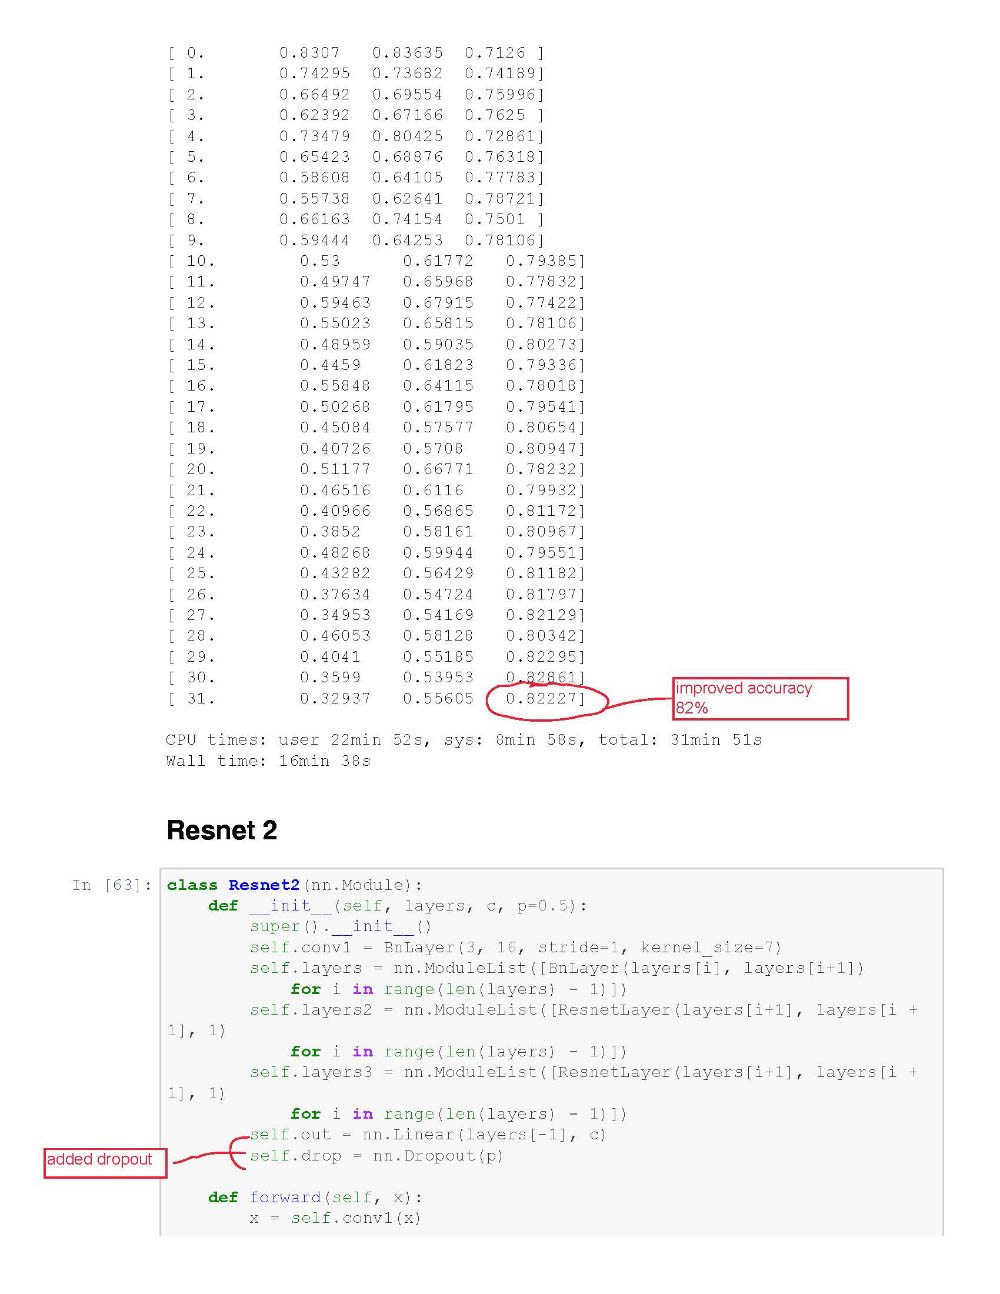 [ 0. 0.8307 0.83635 0.7126 ]
[ 1. 0.74295 0.73682 0.74189]
[ 2. 0.66492 0.69554 0.75996]
[ 3. 0.62392 0.67166 0.7625 ]
[ 4. 0.73479 0.80425 0.72861]
[ 5. 0.65423 0.68876 0.76318]
[ 6. 0.58608 0.64105 0.77783]
[ 7. 0.55738 0.62641 0.78721]
[ 8. 0.66163 0.74154 0.7501 ]
[ 9. 0.59444 0.64253 0.78106]
[ 10. 0.53 0.61772 0.79385]
[ 11. 0.49747 0.65968 0.77832]
[ 12. 0.59463 0.67915 0.77422]
[ 13. 0.55023 0.65815 0.78106]
[ 14. 0.48959 0.59035 0.80273]
[ 15. 0.4459 0.61823 0.79336]
[ 16. 0.55848 0.64115 0.78018]
[ 17. 0.50268 0.61795 0.79541]
[ 18. 0.45084 0.57577 0.80654]
[ 19. 0.40726 0.5708 0.80947]
[ 20. 0.51177 0.66771 0.78232]
[ 21. 0.46516 0.6116 0.79932]
[ 22. 0.40966 0.56865 0.81172]
[ 23. 0.3852 0.58161 0.80967]
[ 24. 0.48268 0.59944 0.79551]
[ 25. 0.43282 0.56429 0.81182]
[ 26. 0.37634 0.54724 0.81797]
[ 27. 0.34953 0.54169 0.82129]
[ 28. 0.46053 0.58128 0.80342]
[ 29. 0.4041 0.55185 0.82295]
[ 30. 0.3599 0.53953 0.82861]
[ 31. 0.32937 0.55605 0.82227]
improved accuracy
82%
CPU times: user 22min 52s, sys: 8min 58s, total: 31min 51s
Wall time: 16min 38s
Resnet 2
In [63]: class Resnet2(nn.Module):
def __init__(self, layers, c, p=0.5):
super().__init__()
self.conv1 = BnLayer(3, 16, stride=1, kernel_size=7)
self.layers = nn.ModuleList([BnLayer(layers[i], layers[i+1])
for i in range(len(layers) - 1)])
self.layers2 = nn.ModuleList([ResnetLayer(layers[i+1], layers[i +
1], 1)
for i in range(len(layers) - 1)])
self.layers3 = nn.ModuleList([ResnetLayer(layers[i+1], layers[i +
1], 1)
for i in range(len(layers) - 1)])
self.out = nn.Linear(layers[-1], c)
added dropout
self.drop = nn.Dropout(p)
def forward(self, x):
x = self.conv1(x)